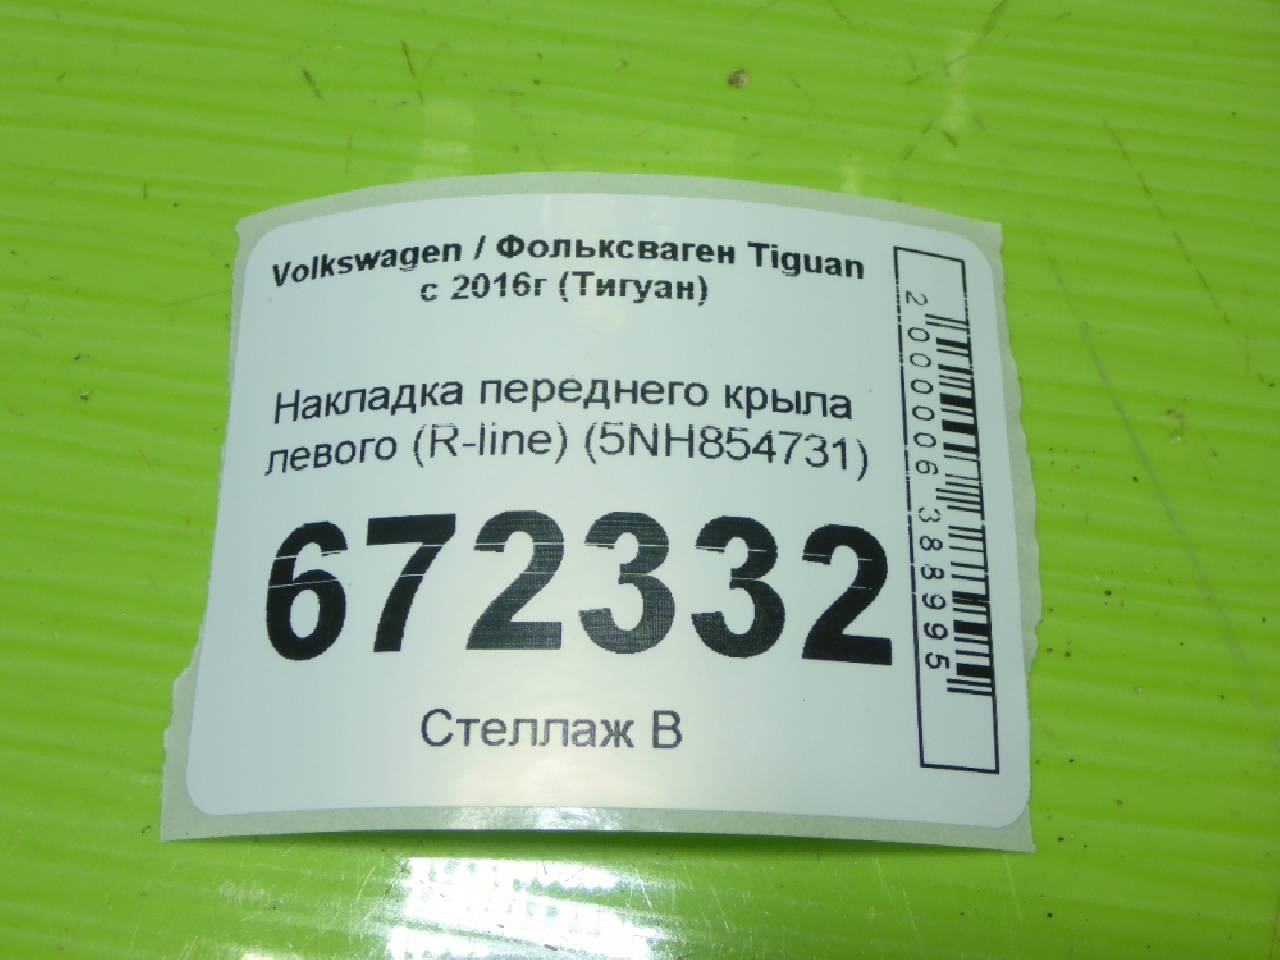 Volkswagen / Фольксваген Tiguan
с 2016г (Тигуан)
Накладка переднего крыла
левого (R-line) (5NH854731)
672332
Стеллаж В
2000006388995